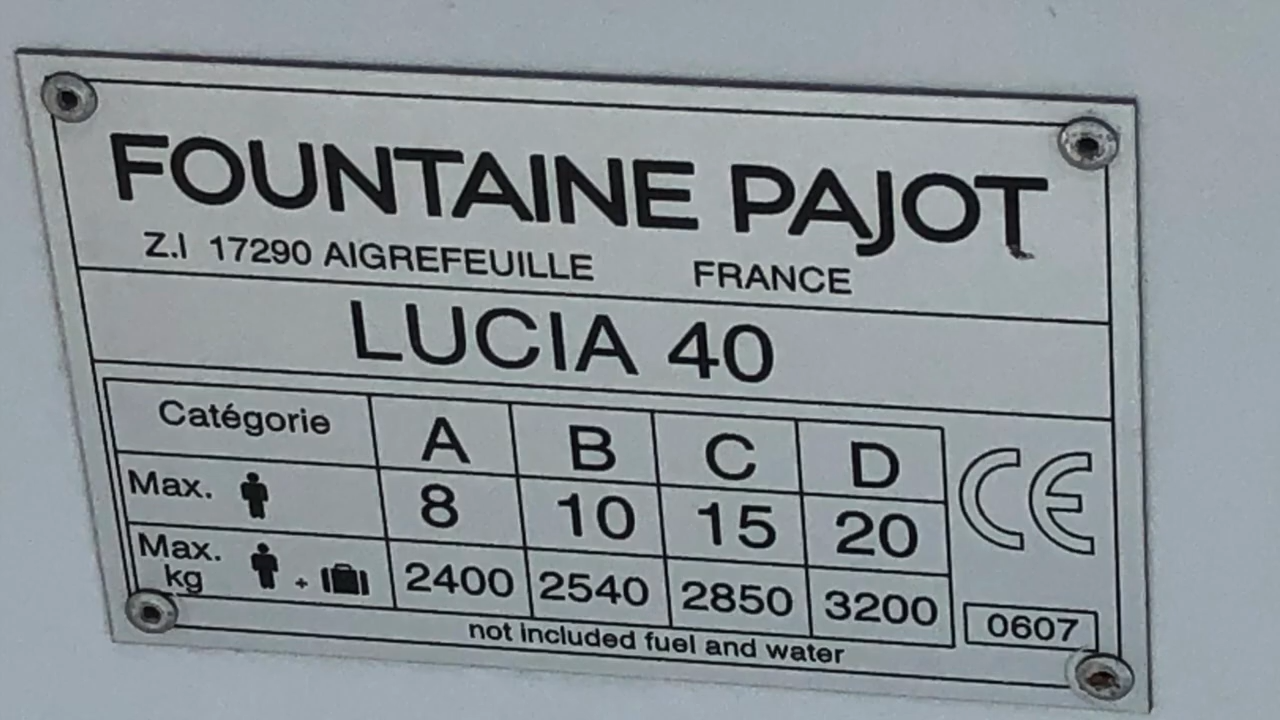 FOUNTAINE PAJOT
Z.I 17290 AIGREFEUILLE FRANCE
LUCIA 40
Catégorie A B C D
Max. 8 10 15 20
Max. kg + 2400 2540 2850 3200
CE
0607
not included fuel and water